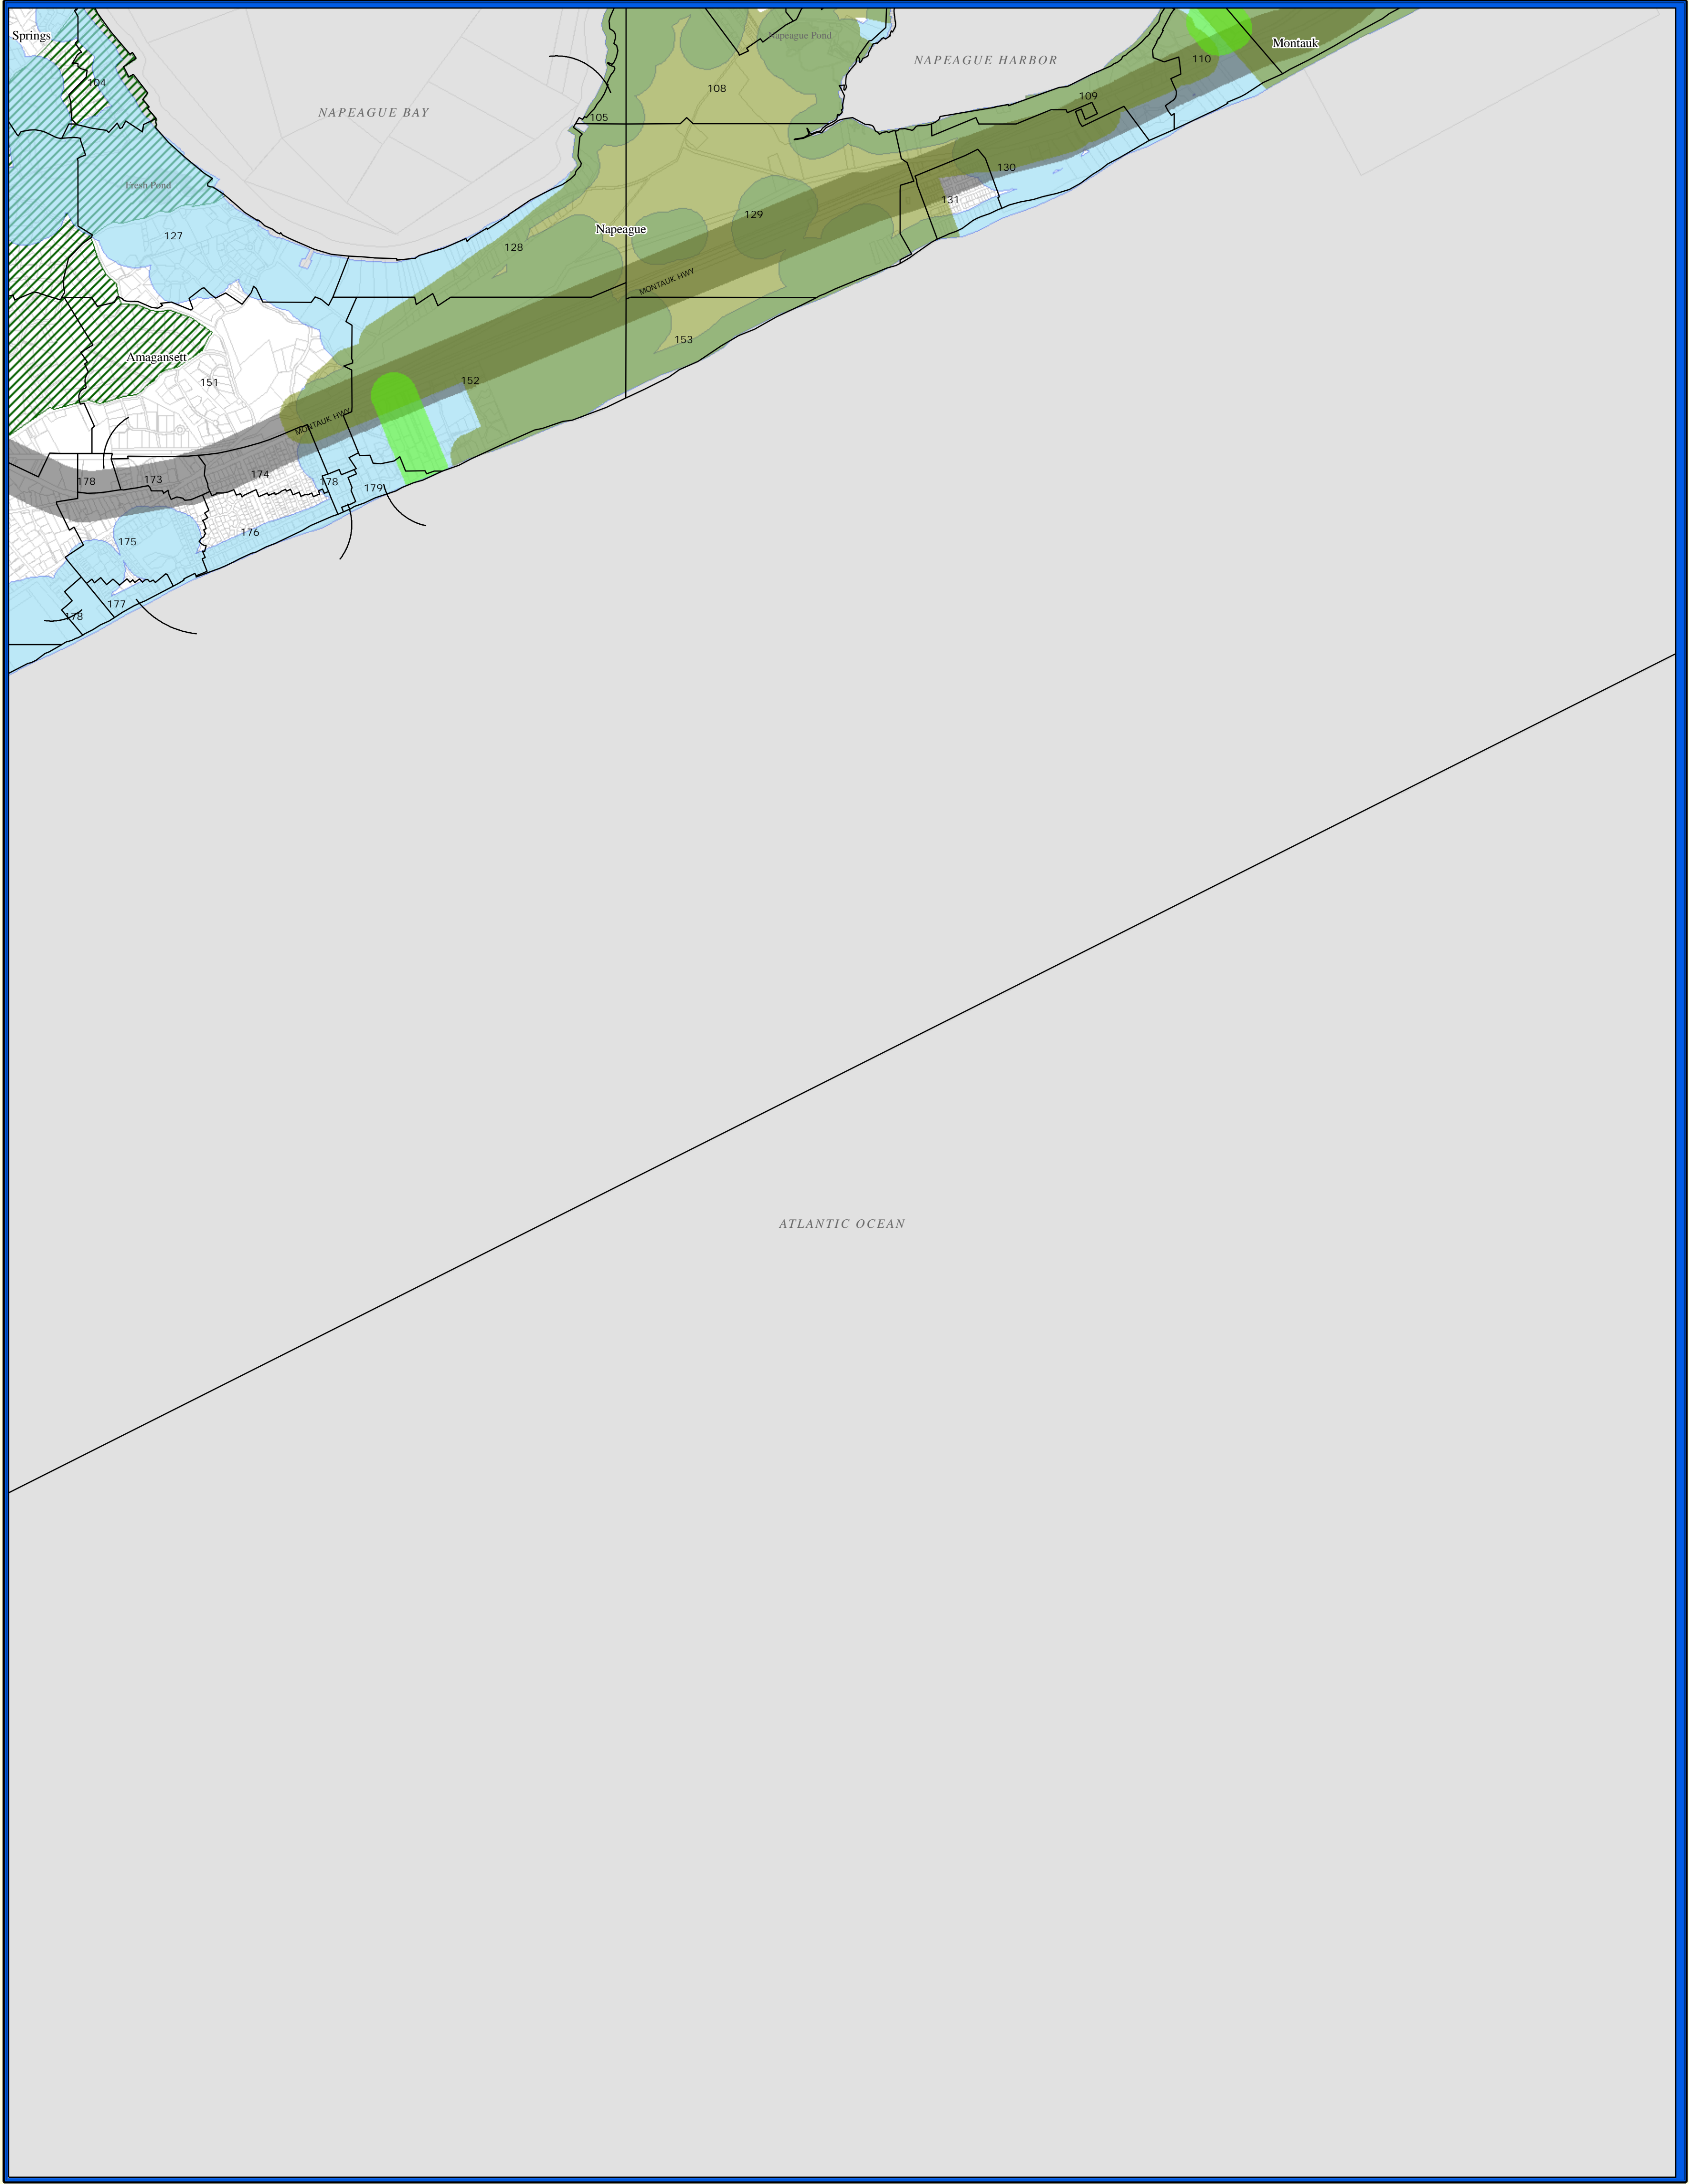 Springs
Napeague Pond
Montauk
NAPEAGUE HARBOR
110
104
108
109
NAPEAGUE BAY
105
130
Fresh Pond
131
129
Napeague
127
128
MONTAUK HWY
153
Amagansett
151
152
MONTAUK HWY
174
178
173
178
179
176
175
177
178
ATLANTIC OCEAN